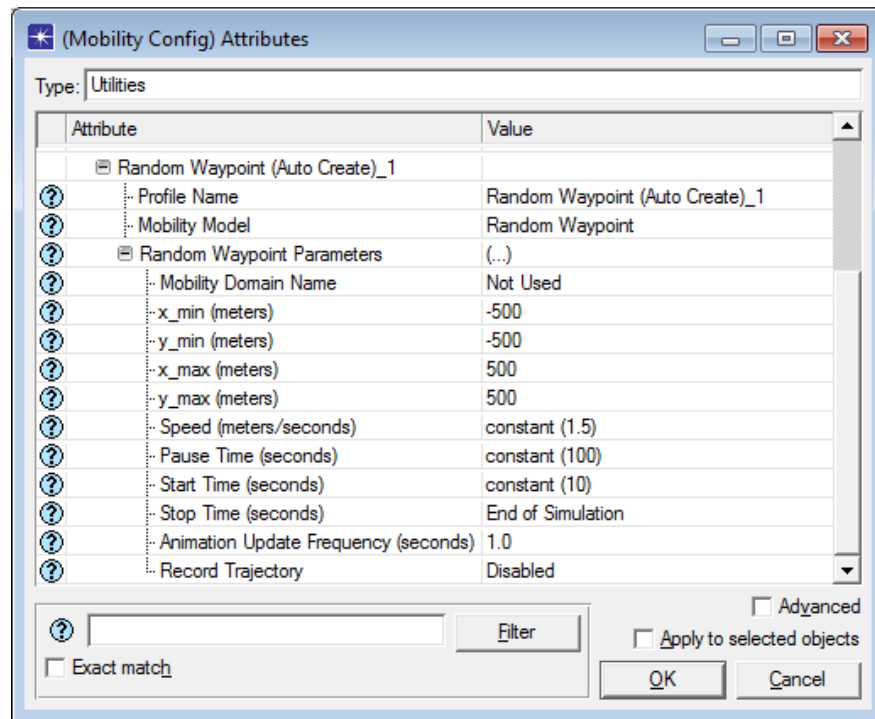 (Mobility Config) Attributes
Type: Utilities
Attribute Value
Random Waypoint (Auto Create)_1
Profile Name Random Waypoint (Auto Create)_1
Mobility Model Random Waypoint
Random Waypoint Parameters (...)
Mobility Domain Name Not Used
x_min (meters) -500
y_min (meters) -500
x_max (meters) 500
y_max (meters) 500
Speed (meters/seconds) constant (1.5)
Pause Time (seconds) constant (100)
Start Time (seconds) constant (10)
Stop Time (seconds) End of Simulation
Animation Update Frequency (seconds) 1.0
Record Trajectory Disabled
Advanced
Filter
Apply to selected objects
Exact match
OK Cancel